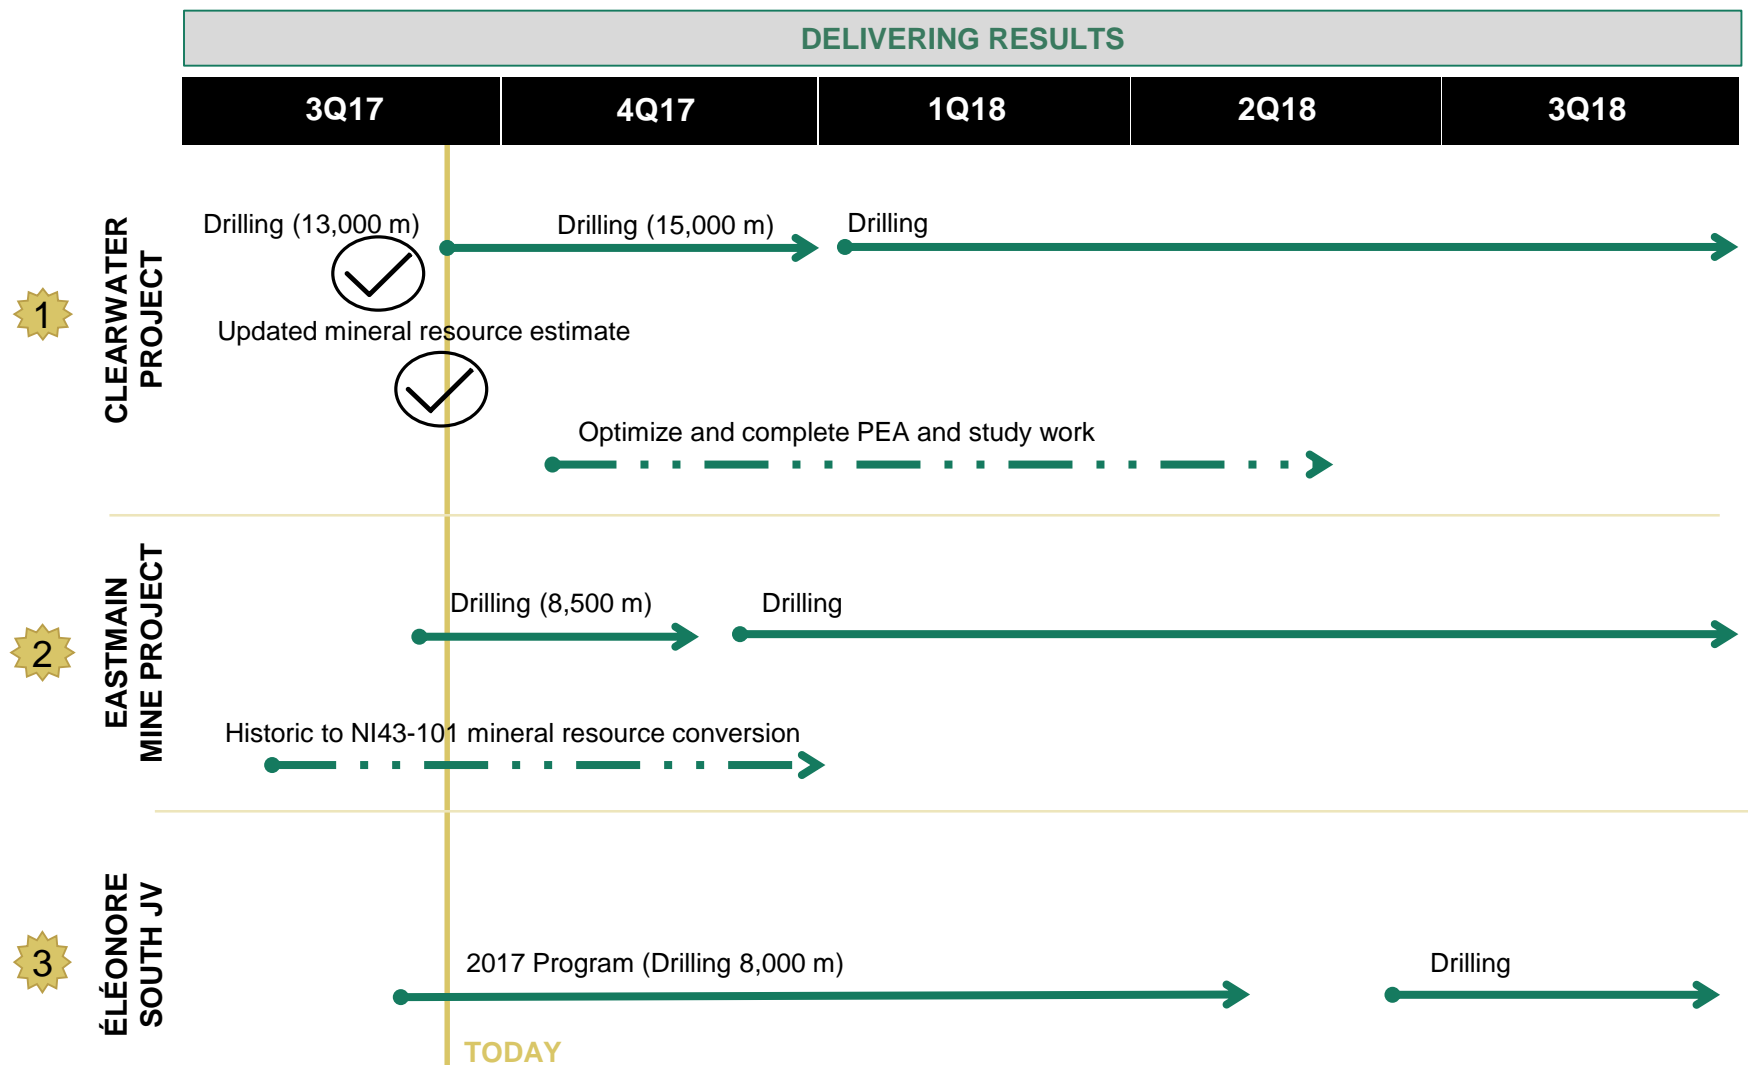 DELIVERING RESULTS
3Q17 4Q17 1Q18 2Q18 3Q18
1
CLEARWATER
PROJECT
Drilling (13,000 m)
Drilling (15,000 m)
Drilling
Updated mineral resource estimate
Optimize and complete PEA and study work
2
EASTMAIN
MINE PROJECT
Drilling (8,500 m)
Drilling
Historic to NI43-101 mineral resource conversion
3
ÉLÉONORE
SOUTH JV
2017 Program (Drilling 8,000 m)
Drilling
TODAY